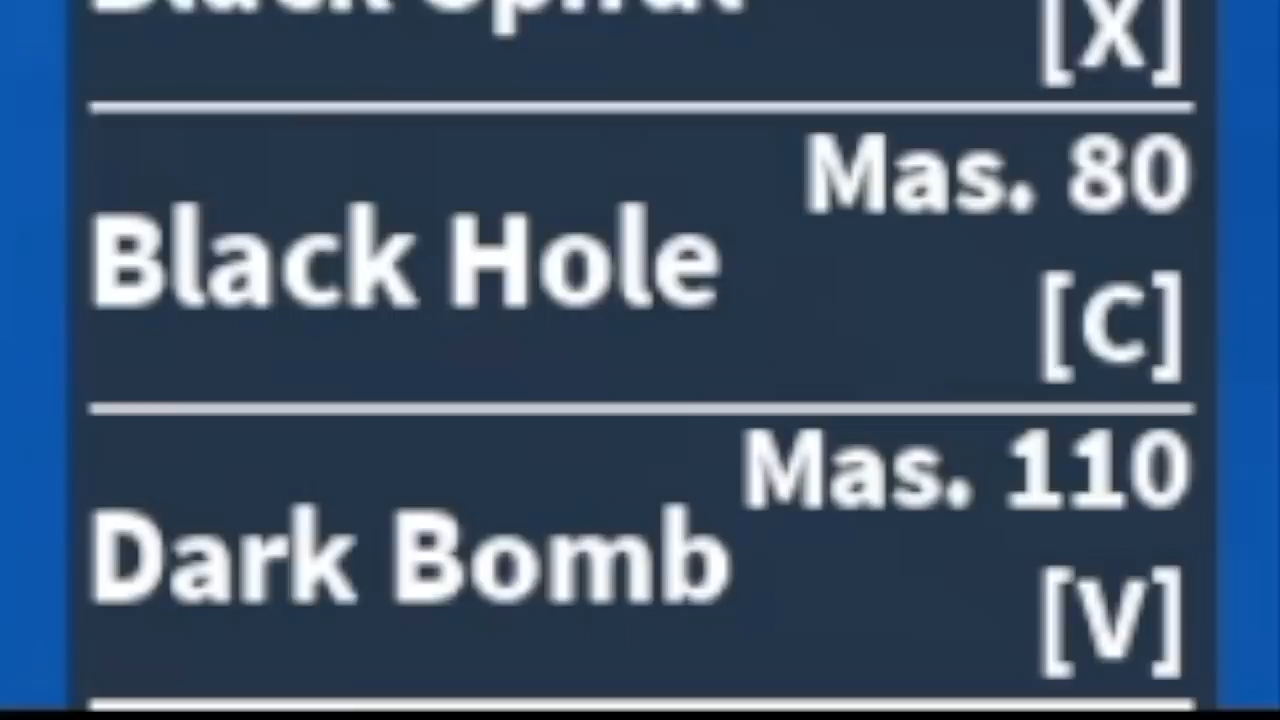 [X]
Mas. 80
Black Hole
[C]
Mas. 110
Dark Bomb
[V]